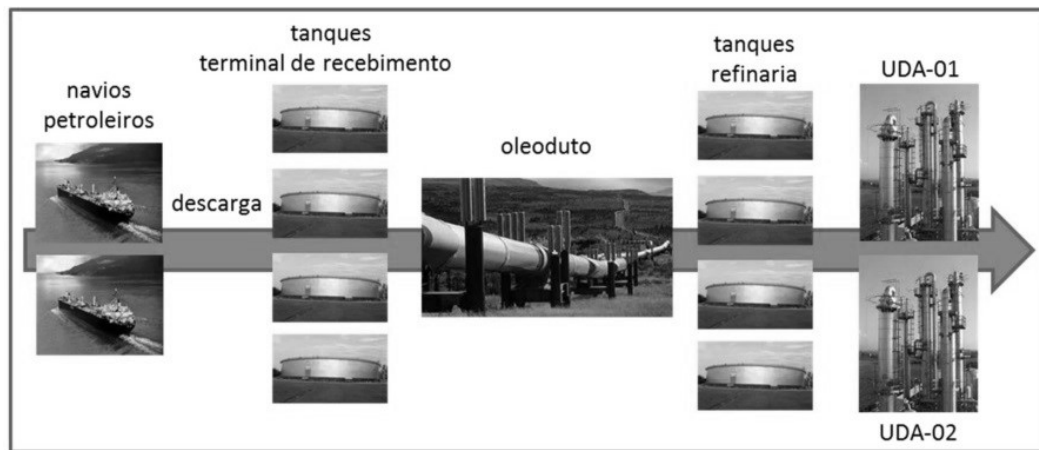 navios
petroleiros
descarga
tanques
terminal de recebimento
oleoduto
tanques
refinaria
UDA-01
UDA-02